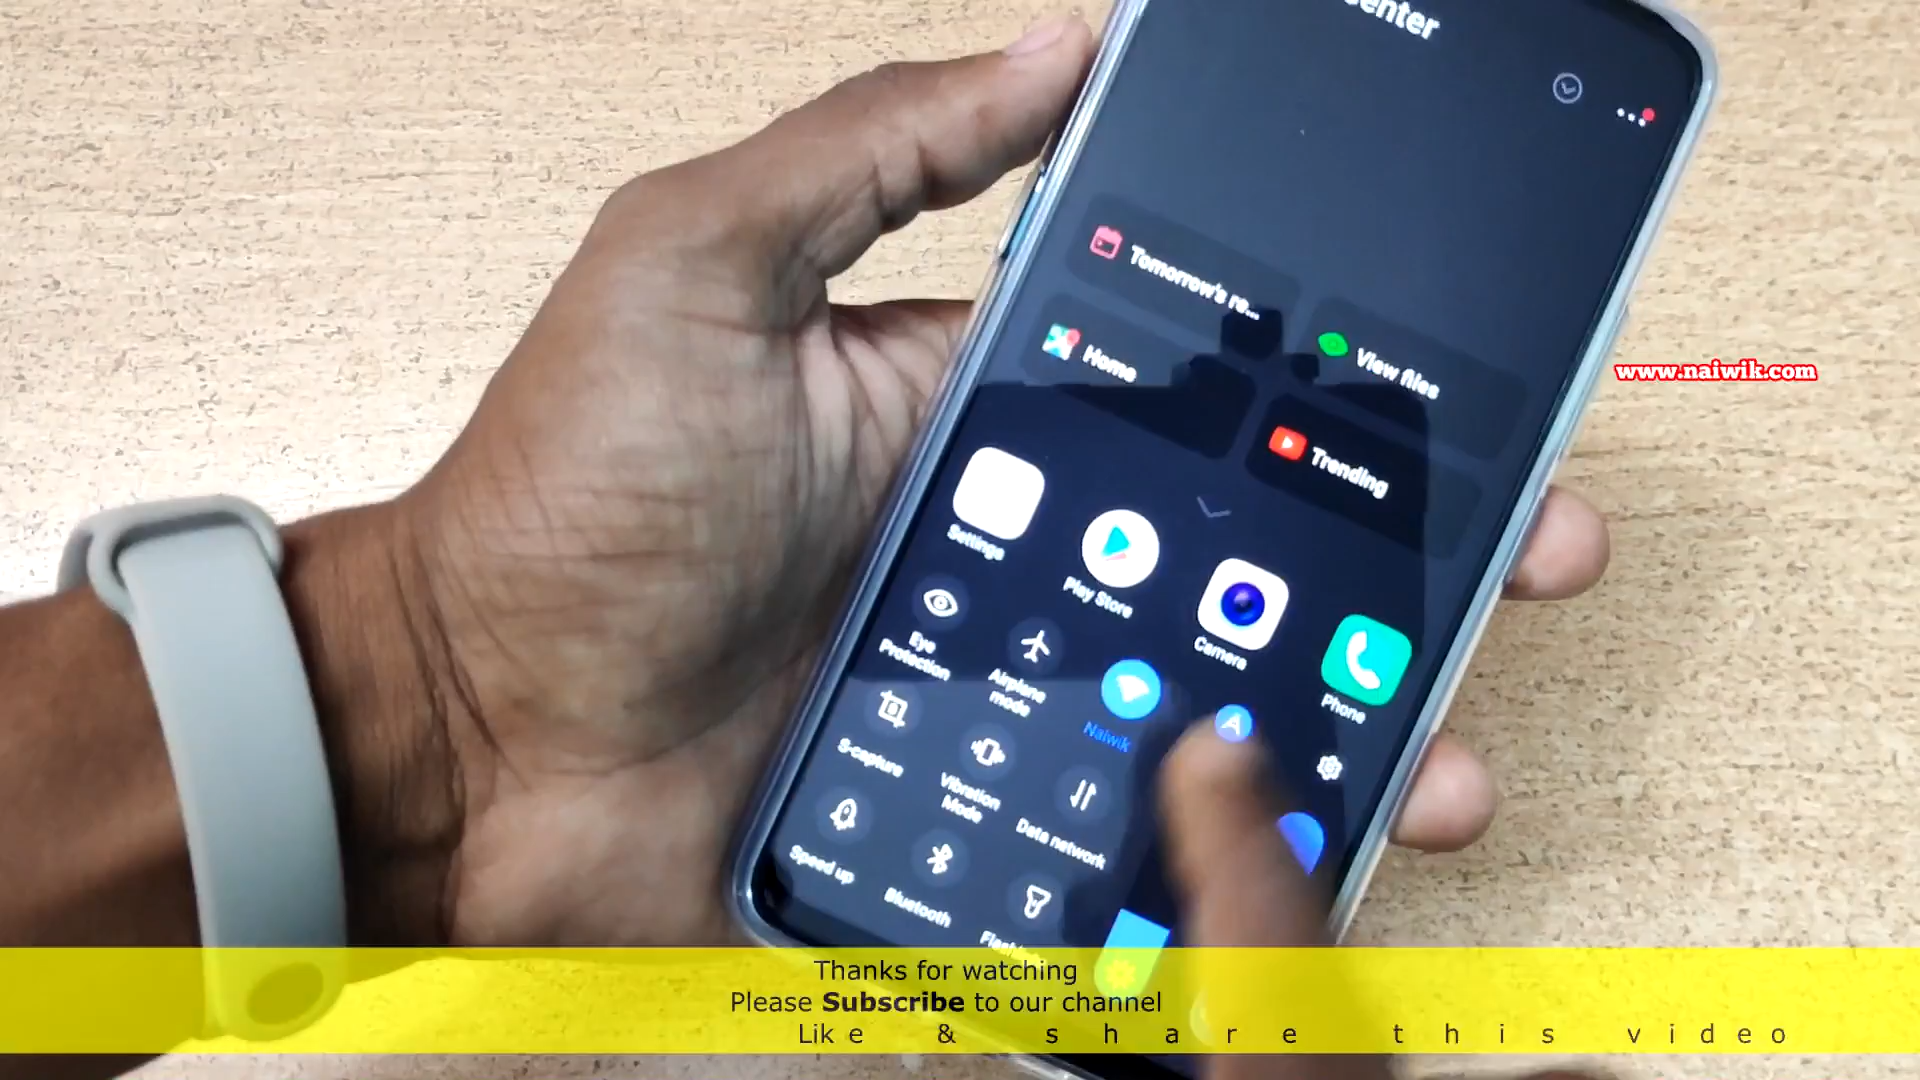 Tomorrow's re...
View files
Home
Trending
www.naiwik.com
Settings
Play Store
Camera
Phone
Eye
Protection
Airplane
mode
Naiwik
S-capture
Vibration
Mode
Data network
Speed up
Bluetooth
Thanks for watching
Please Subscribe to our channel
Like & share this video